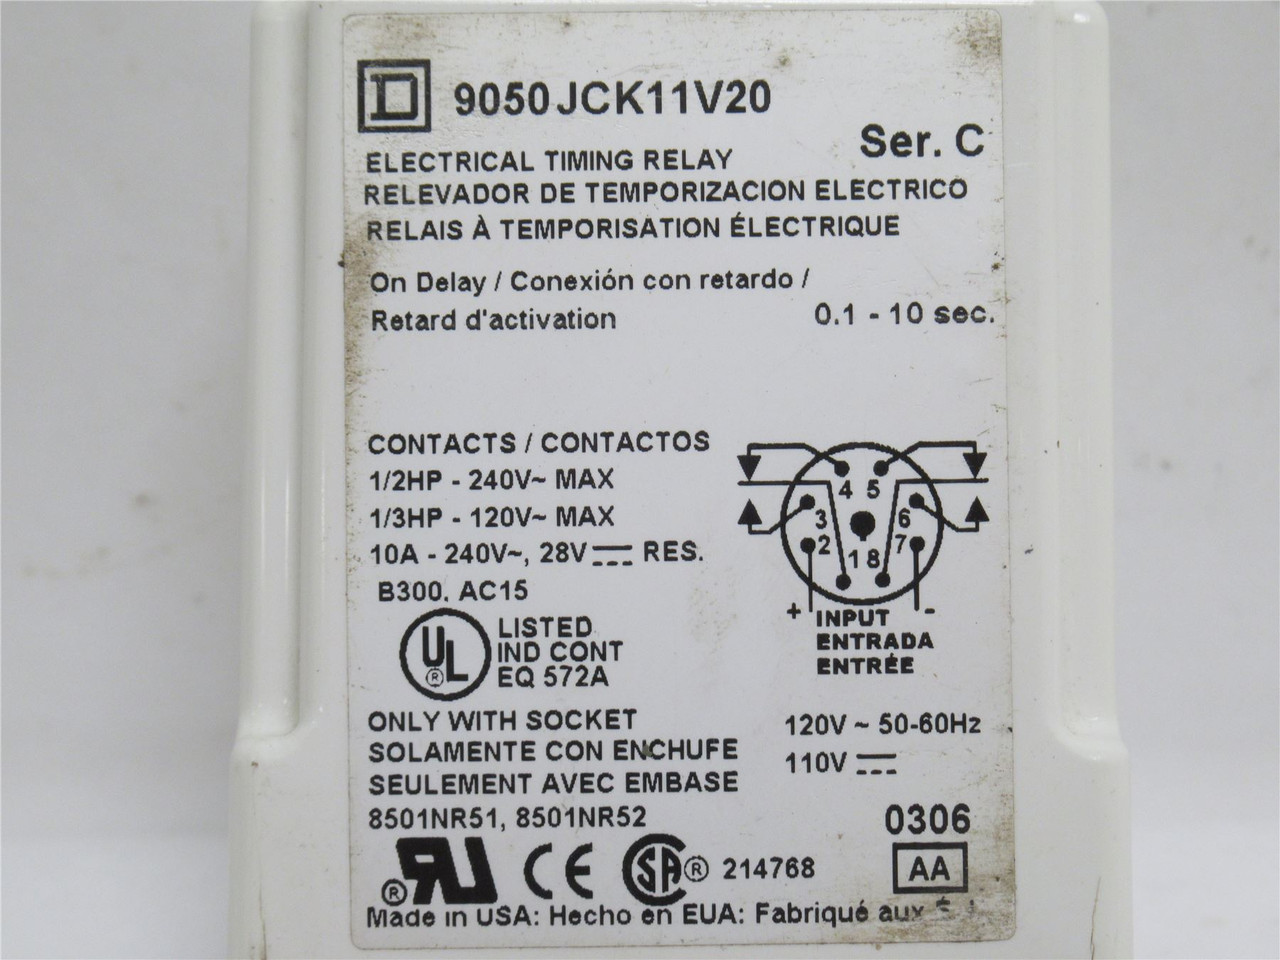 D 9050JCK11V20
Ser. C
ELECTRICAL TIMING RELAY
RELEVADOR DE TEMPORIZACION ELECTRICO
RELAIS À TEMPORISATION ÉLECTRIQUE
On Delay / Conexión con retardo /
Retard d'activation 0.1 - 10 sec.
CONTACTS / CONTACTOS
1/2HP - 240V~ MAX
1/3HP - 120V~ MAX
10A - 240V~, 28V⎓ RES.
B300. AC15
4 5
3 6
2 7
1 8
+ INPUT -
ENTRADA
ENTRÉE
UL® LISTED
IND CONT
EQ 572A
ONLY WITH SOCKET
SOLAMENTE CON ENCHUFE
SEULEMENT AVEC EMBASE
8501NR51, 8501NR52
120V ~ 50-60Hz
110V ⎓
0306
AA
®RU CE SA® 214768
Made in USA: Hecho en EUA: Fabriqué aux